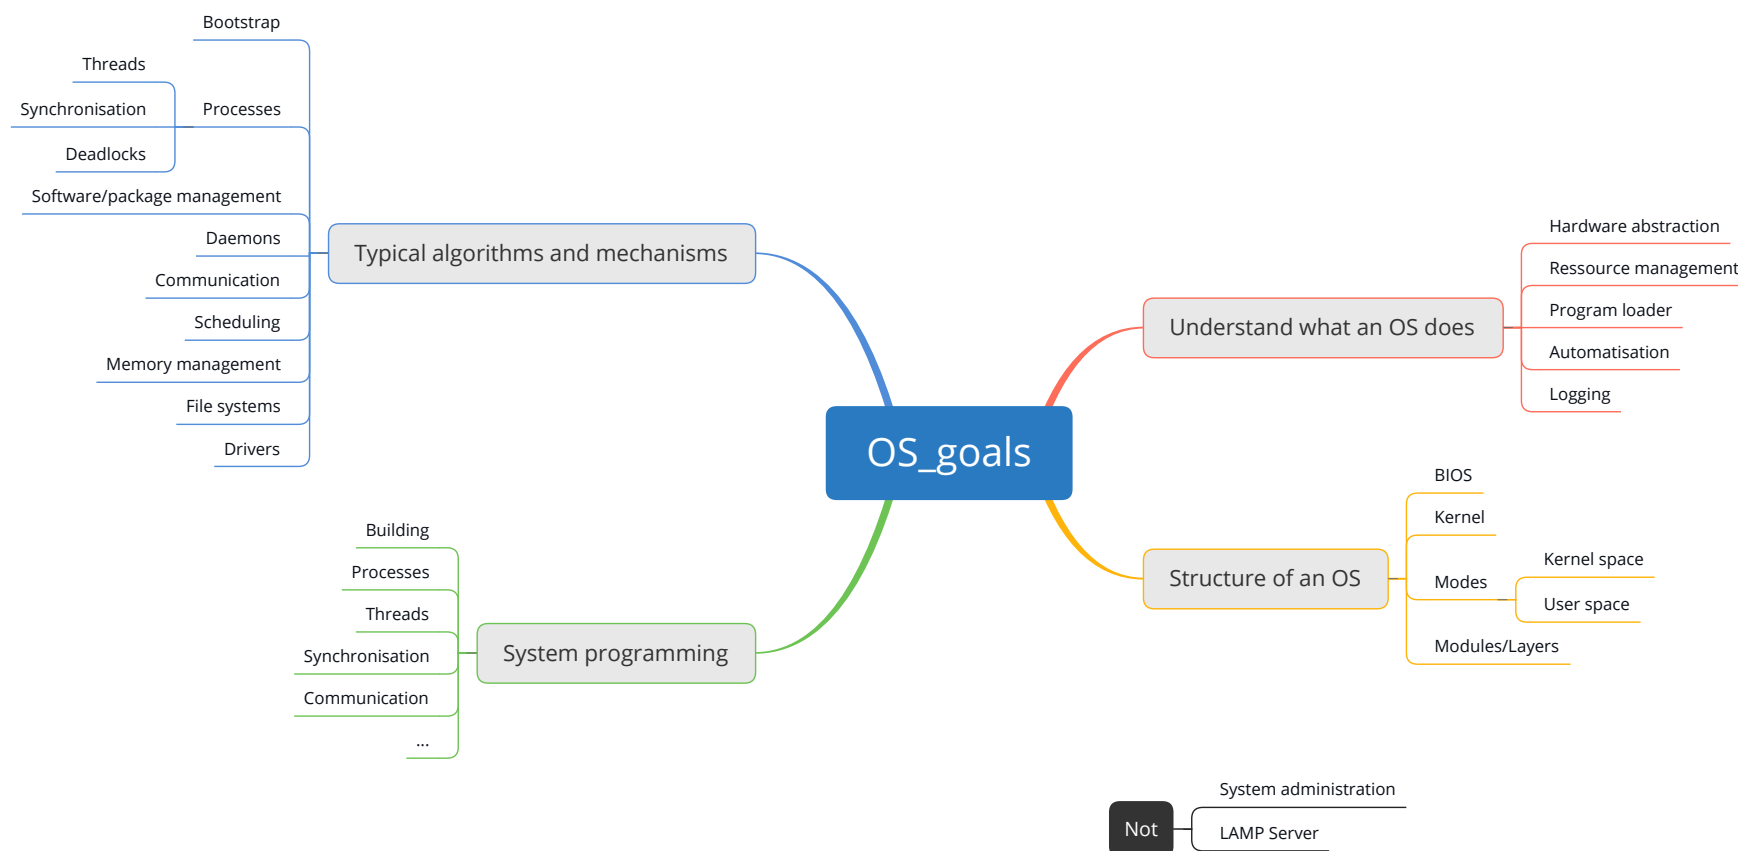 OS_goals
Understand what an OS does
Hardware abstraction
Ressource management
Program loader
Automatisation
Logging
Structure of an OS
BIOS
Kernel
Modes
Kernel space
User space
Modules/Layers
Typical algorithms and mechanisms
Bootstrap
Processes
Threads
Synchronisation
Deadlocks
Software/package management
Daemons
Communication
Scheduling
Memory management
File systems
Drivers
System programming
Building
Processes
Threads
Synchronisation
Communication
...
Not
System administration
LAMP Server